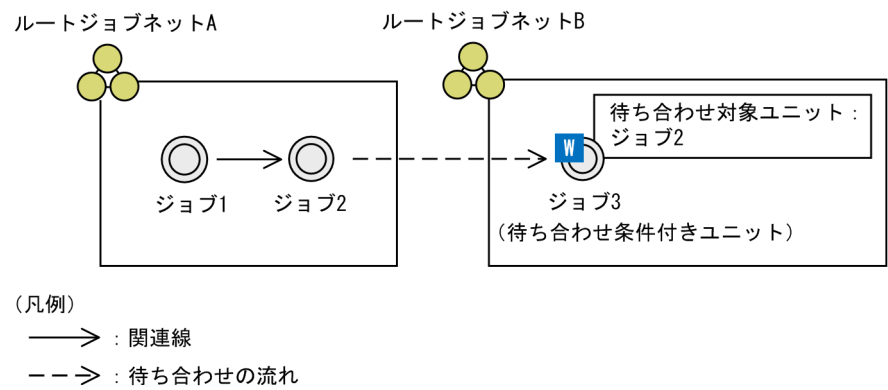 ルートジョブネットA
ルートジョブネットB
待ち合わせ対象ユニット：
ジョブ2
W
ジョブ1
ジョブ2
ジョブ3
（待ち合わせ条件付きユニット）
（凡例）
：関連線
：待ち合わせの流れ